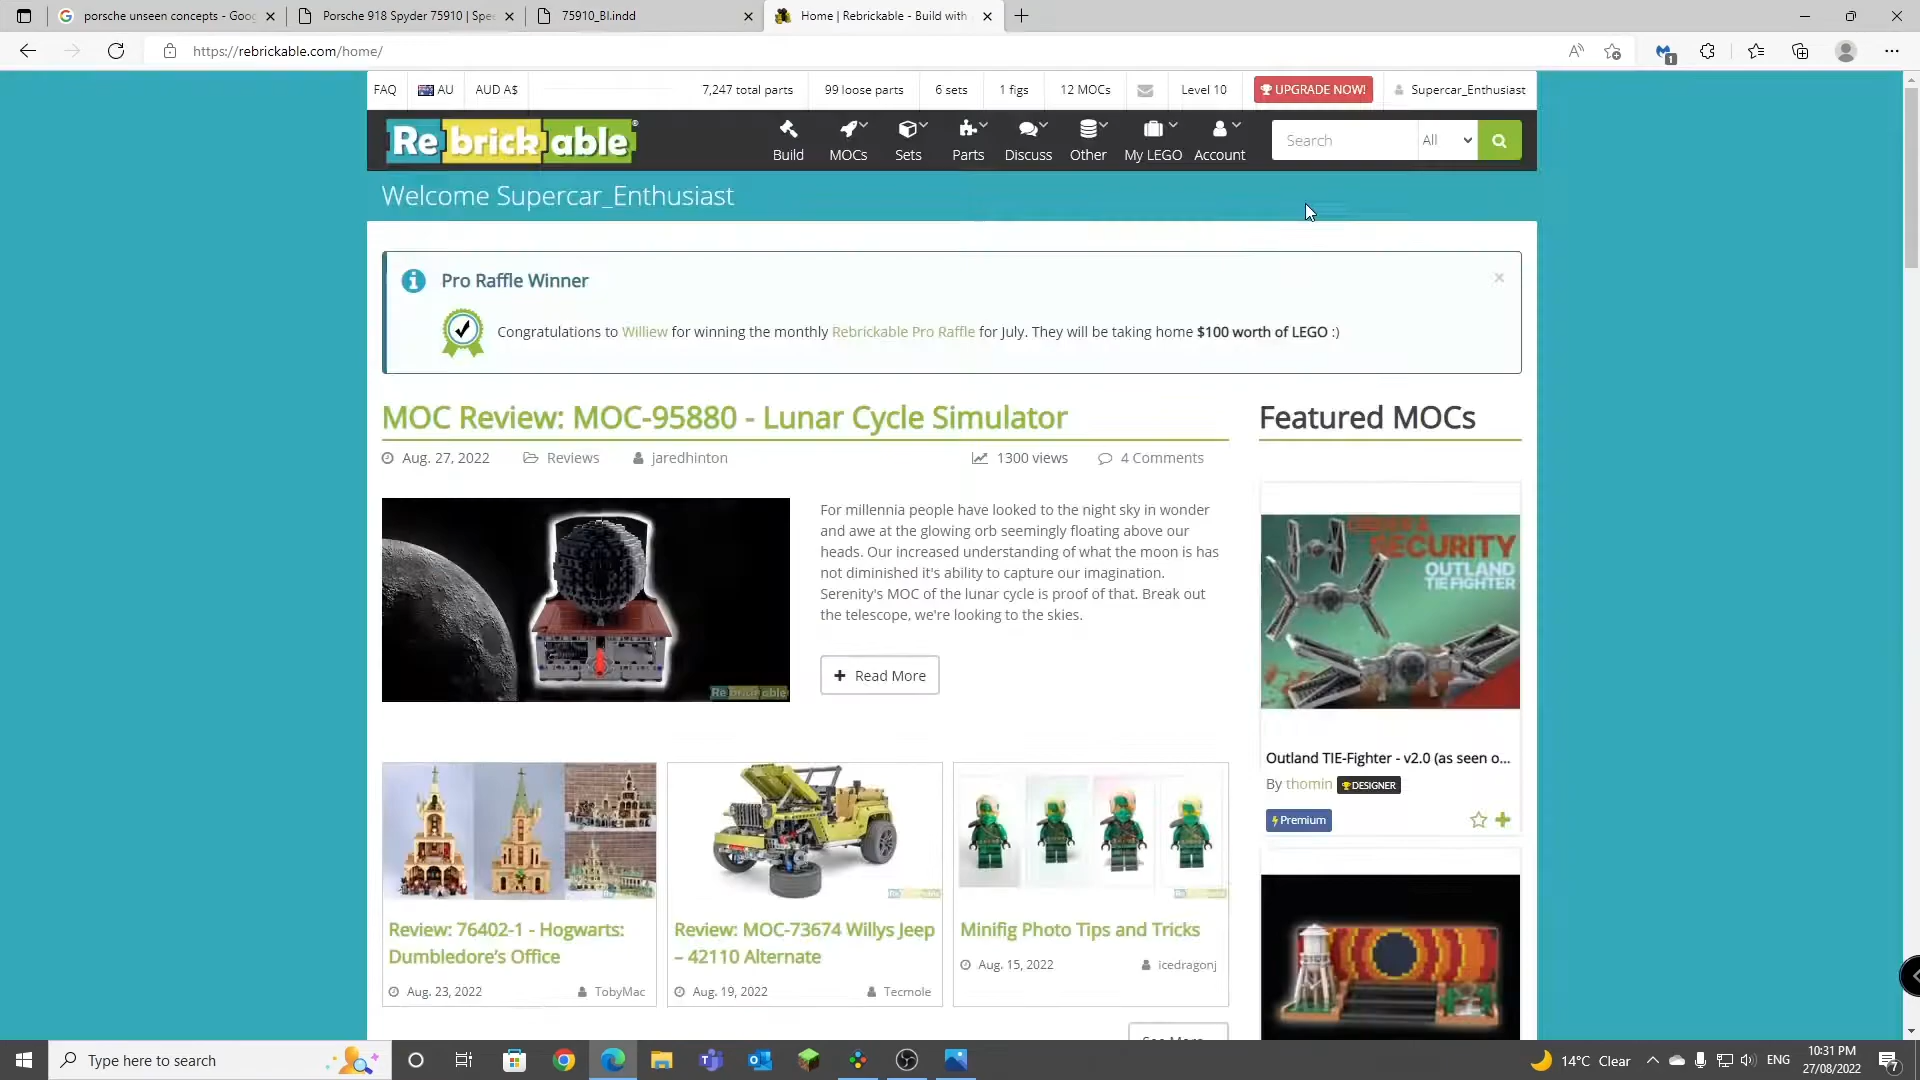 porsche unseen concepts - Goog
Porsche 918 Spyder 75910 | Spe
75910_BI.indd
Home | Rebrickable - Build with
https://rebrickable.com/home/
1
FAQ
AU
AUD A$
7,247 total parts
99 loose parts
6 sets
1 figs
12 MOCs
Level 10
UPGRADE NOW!
Supercar_Enthusiast
Rebrickable®
Build
MOCs
Sets
Parts
Discuss
Other
My LEGO
Account
Search
All
Welcome Supercar_Enthusiast
Pro Raffle Winner
Congratulations to Williew for winning the monthly Rebrickable Pro Raffle for July. They will be taking home $100 worth of LEGO :)
MOC Review: MOC-95880 - Lunar Cycle Simulator
Featured MOCs
Aug. 27, 2022
Reviews
jaredhinton
1300 views
4 Comments
For millennia people have looked to the night sky in wonder
and awe at the glowing orb seemingly floating above our
heads. Our increased understanding of what the moon is has
not diminished it's ability to capture our imagination.
Serenity's MOC of the lunar cycle is proof of that. Break out
the telescope, we're looking to the skies.
Read More
Rebrickable
SECURITY
OUTLAND
TIE FIGHTER
Outland TIE-Fighter - v2.0 (as seen o...
By thomin DESIGNER
Premium
Review: 76402-1 - Hogwarts:
Dumbledore's Office
Aug. 23, 2022
TobyMac
Review: MOC-73674 Willys Jeep
– 42110 Alternate
Aug. 19, 2022
Tecmole
Minifig Photo Tips and Tricks
Aug. 15, 2022
icedragonj
See More
Type here to search
14°C Clear
ENG
10:31 PM
27/08/2022
7